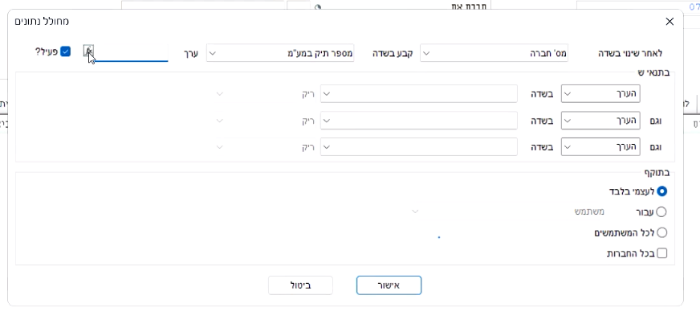 חברת את
מחולל נתונים
לאחר שינוי בשדה מס' חברה קבע בשדה מספר תיק במע"מ ערך פעיל?
בתנאי ש
הערך בשדה ריק
וגם הערך בשדה ריק
וגם הערך בשדה ריק
בתוקף
לעצמי בלבד
עבור משתמש
לכל המשתמשים
בכל החברות
אישור ביטול